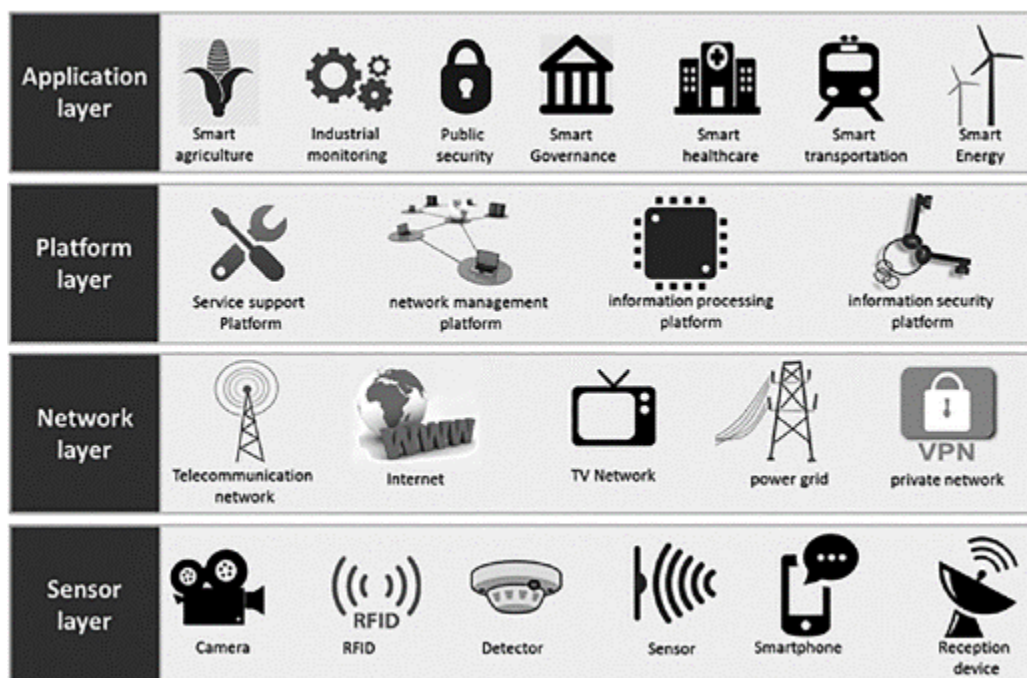 Application
layer
Smart
agriculture
Industrial
monitoring
Public
security
Smart
Governance
Smart
healthcare
Smart
transportation
Smart
Energy
Platform
layer
Service support
Platform
network management
platform
information processing
platform
information security
platform
Network
layer
Telecommunication
network
WWW
Internet
TV Network
power grid
VPN
private network
Sensor
layer
Camera
RFID
RFID
Detector
Sensor
Smartphone
Reception
device